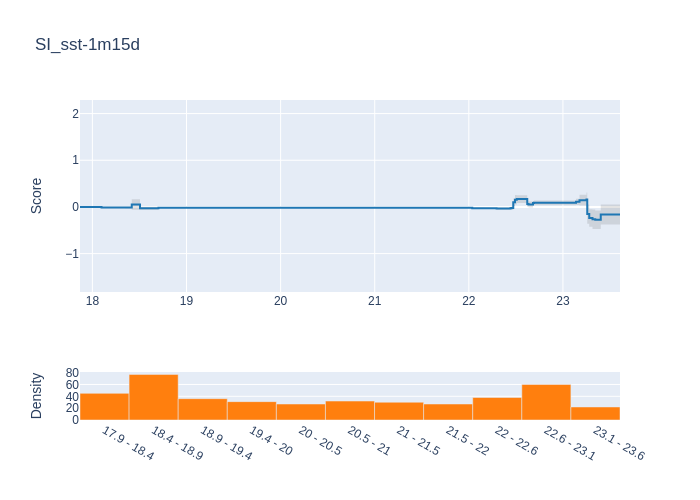 SI_sst-1m15d
Score
2
1
0
−1
18
19
20
21
22
23
Density
80
60
40
20
0
17.9 - 18.4
18.4 - 18.9
18.9 - 19.4
19.4 - 20
20 - 20.5
20.5 - 21
21 - 21.5
21.5 - 22
22 - 22.6
22.6 - 23.1
23.1 - 23.6